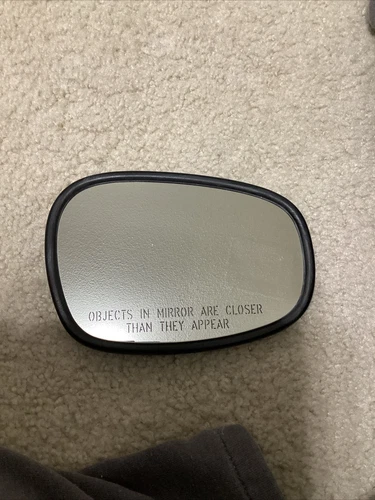 OBJECTS IN MIRROR ARE CLOSER
THAN THEY APPEAR